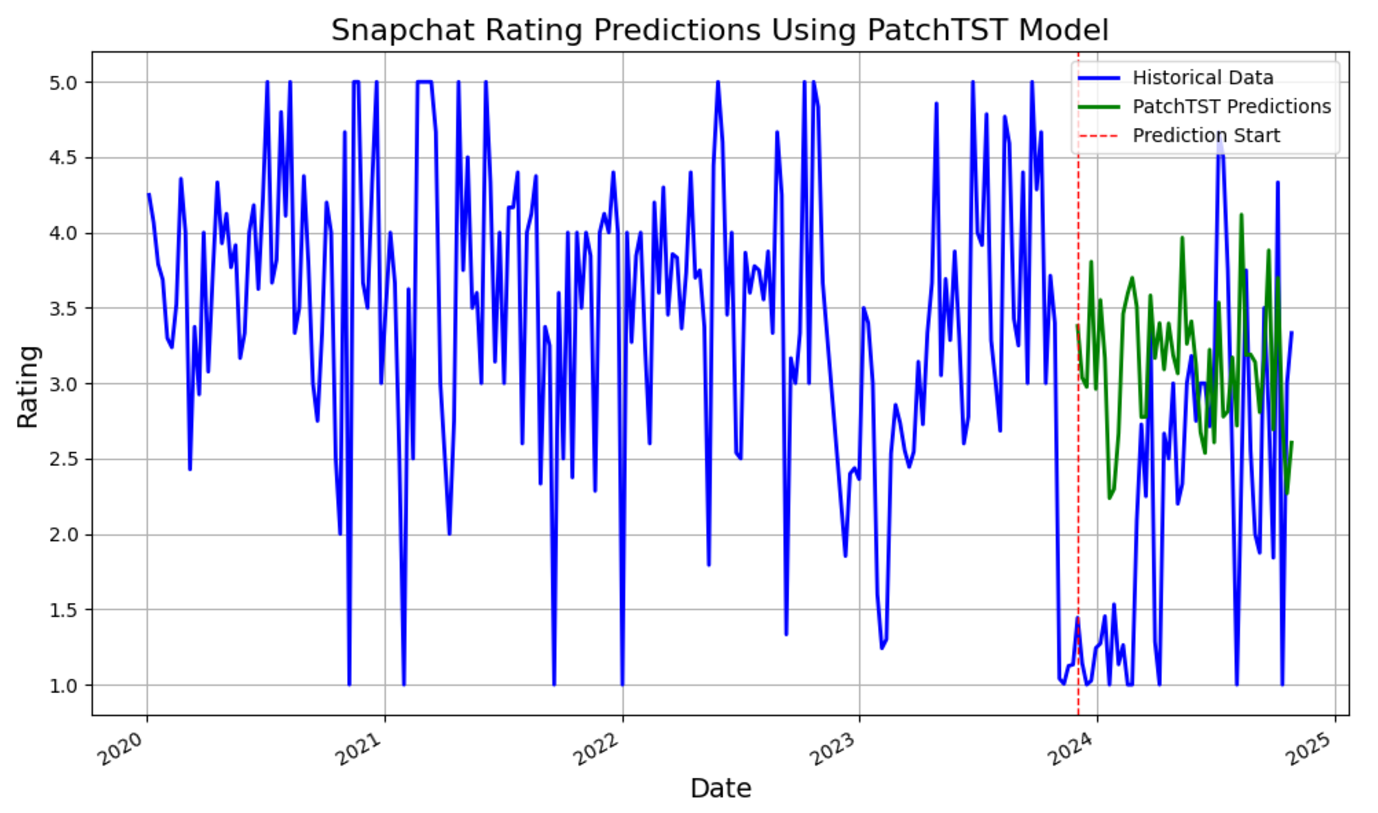 Snapchat Rating Predictions Using PatchTST Model
Historical Data
PatchTST Predictions
Prediction Start
5.0
4.5
4.0
3.5
3.0
2.5
2.0
1.5
1.0
Rating
2020
2021
2022
2023
2024
2025
Date